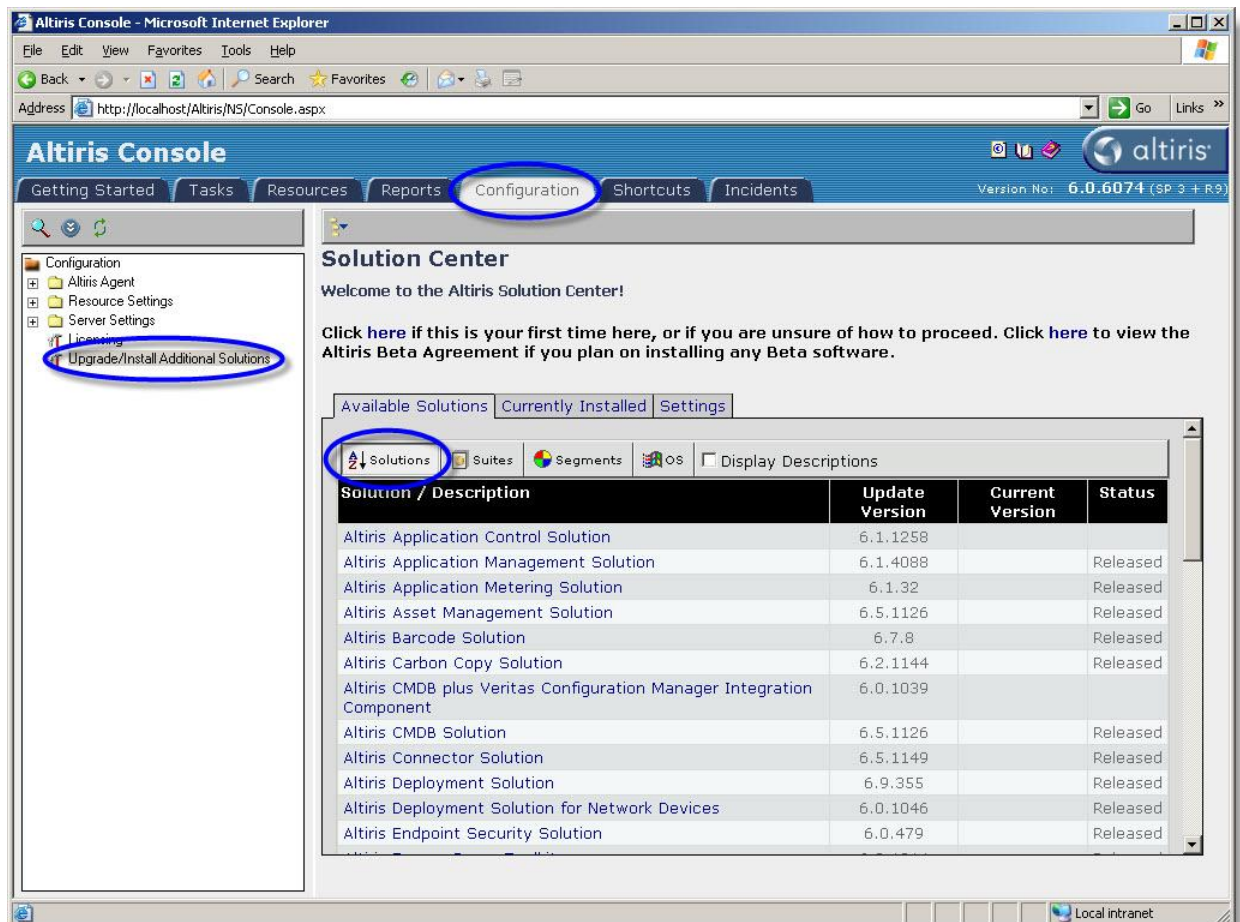 Altiris Console - Microsoft Internet Explorer
File Edit View Favorites Tools Help
Back Search Favorites
Address http://localhost/Altiris/NS/Console.aspx Go Links »
Altiris Console
altiris
Getting Started Tasks Resources Reports Configuration Shortcuts Incidents
Version No: 6.0.6074 (SP 3 + R9)
Configuration
Altiris Agent
Resource Settings
Server Settings
Licensing
Upgrade/Install Additional Solutions
Solution Center
Welcome to the Altiris Solution Center!
Click here if this is your first time here, or if you are unsure of how to proceed. Click here to view the
Altiris Beta Agreement if you plan on installing any Beta software.
Available Solutions Currently Installed Settings
Solutions Suites Segments OS Display Descriptions
Solution / Description Update Version Current Version Status
Altiris Application Control Solution 6.1.1258
Altiris Application Management Solution 6.1.4088 Released
Altiris Application Metering Solution 6.1.32 Released
Altiris Asset Management Solution 6.5.1126 Released
Altiris Barcode Solution 6.7.8 Released
Altiris Carbon Copy Solution 6.2.1144 Released
Altiris CMDB plus Veritas Configuration Manager Integration 6.0.1039
Component
Altiris CMDB Solution 6.5.1126 Released
Altiris Connector Solution 6.5.1149 Released
Altiris Deployment Solution 6.9.355 Released
Altiris Deployment Solution for Network Devices 6.0.1046 Released
Altiris Endpoint Security Solution 6.0.479 Released
Local intranet